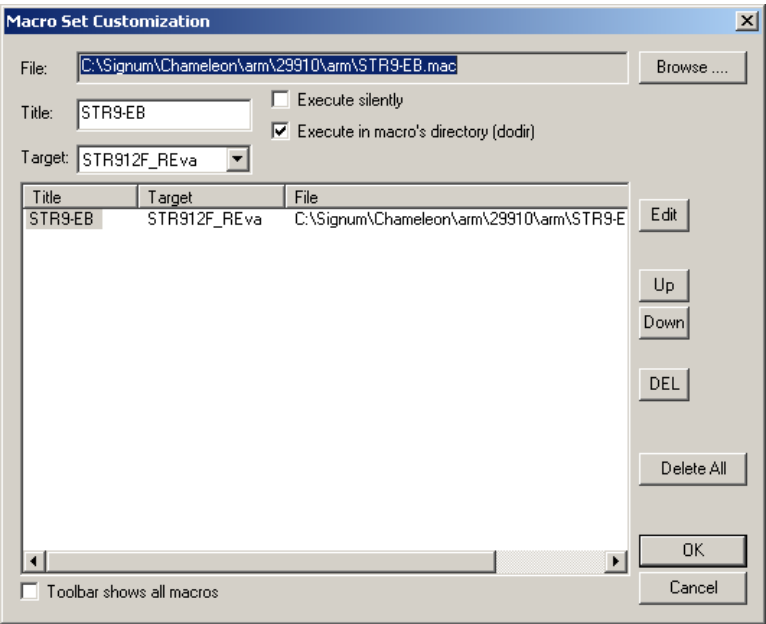 Macro Set Customization
File: C:\Signum\Chameleon\arm\29910\arm\STR9-EB.mac Browse ....
Title: STR9-EB Execute silently
Execute in macro's directory (dodir)
Target: STR912F_REva
Title Target File
STR9-EB STR912F_REva C:\Signum\Chameleon\arm\29910\arm\STR9-E
Edit
Up
Down
DEL
Delete All
OK
Toolbar shows all macros Cancel